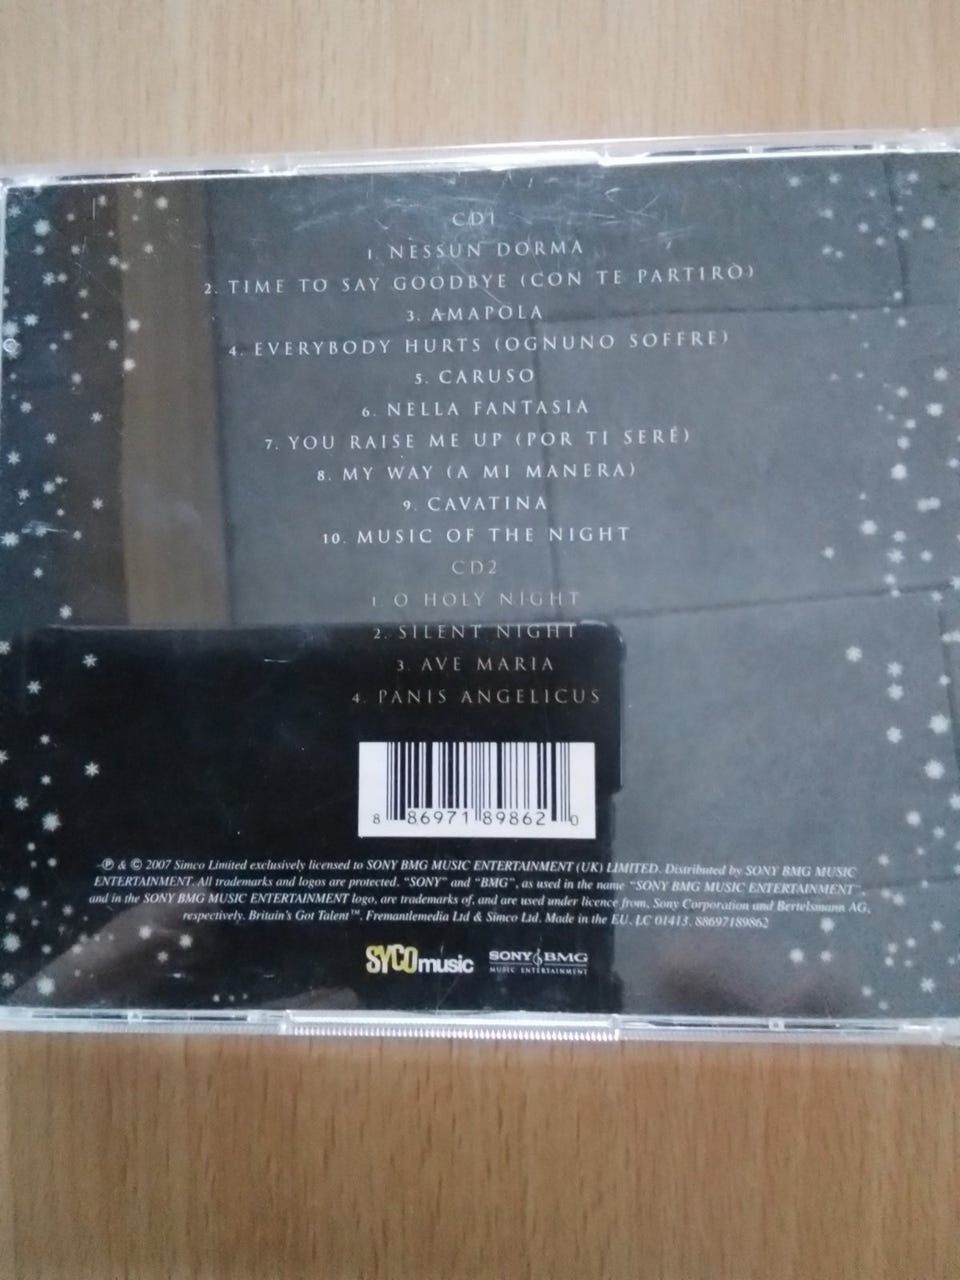 CD1
1. NESSUN DORMA
2. TIME TO SAY GOODBYE (CON TE PARTIRÒ)
3. AMAPOLA
4. EVERYBODY HURTS (OGNUNO SOFFRE)
5. CARUSO
6. NELLA FANTASIA
7. YOU RAISE ME UP (POR TI SERÉ)
8. MY WAY (A MI MANERA)
9. CAVATINA
10. MUSIC OF THE NIGHT
CD2
1. O HOLY NIGHT
2. SILENT NIGHT
3. AVE MARIA
4. PANIS ANGELICUS
8 86971 89862 0
℗ & © 2007 Simco Limited exclusively licensed to SONY BMG MUSIC ENTERTAINMENT (UK) LIMITED. Distributed by SONY BMG MUSIC
ENTERTAINMENT. All trademarks and logos are protected. "SONY" and "BMG", as used in the name "SONY BMG MUSIC ENTERTAINMENT",
and in the SONY BMG MUSIC ENTERTAINMENT logo, are trademarks of, and are used under licence from, Sony Corporation and Bertelsmann AG,
respectively. Britain's Got Talent™, Fremantlemedia Ltd & Simco Ltd. Made in the EU. LC 01413. 88697189862
SYCOmusic SONY BMG
MUSIC ENTERTAINMENT